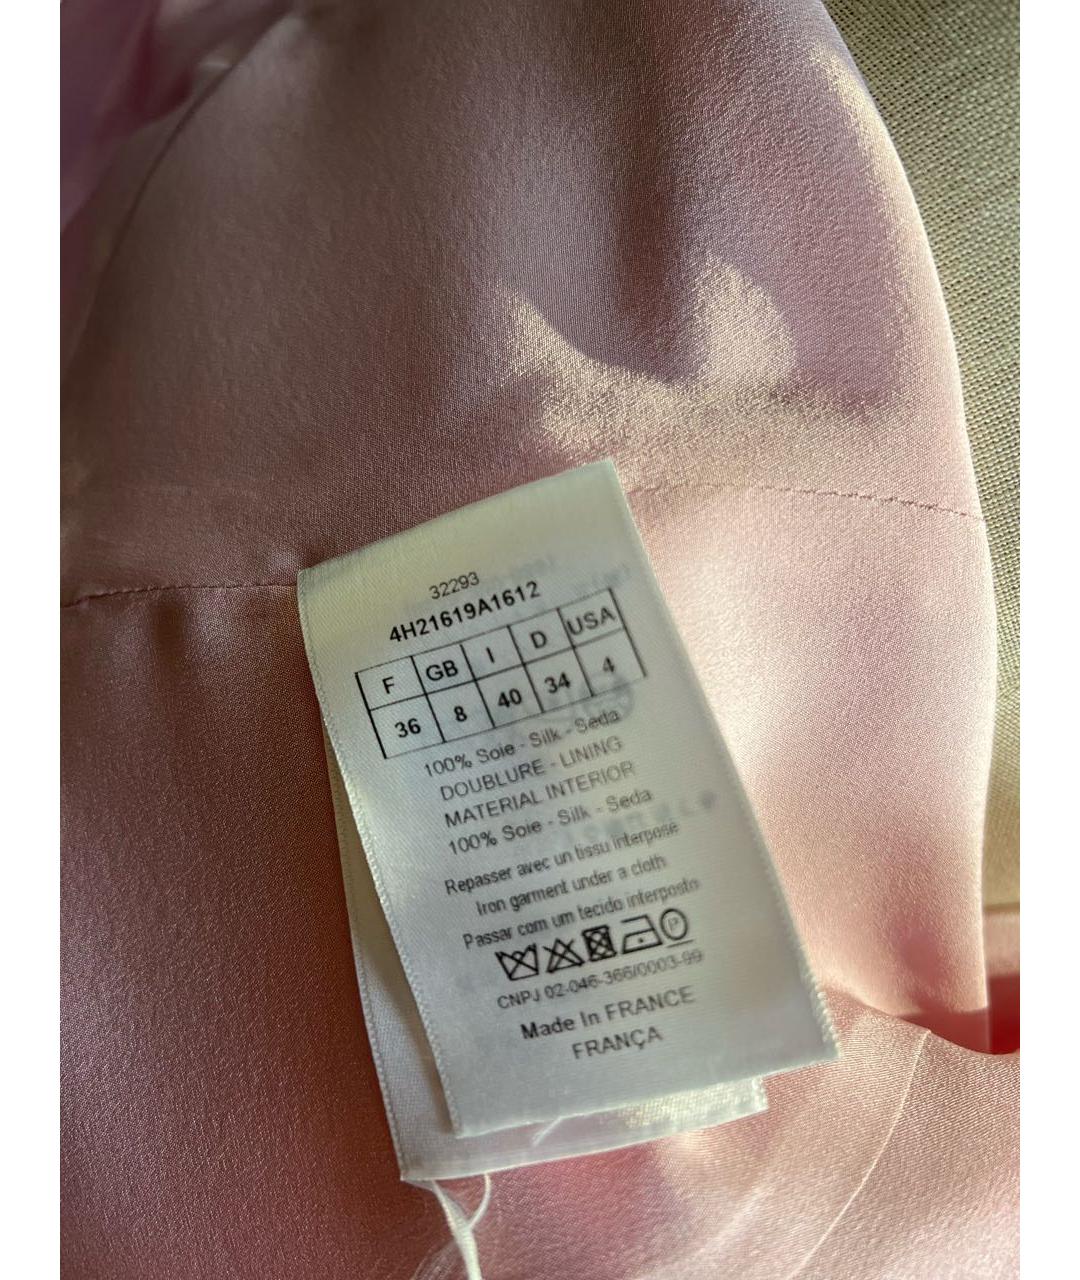 32293
4H21619A1612
F GB I D USA
36 8 40 34 4
100% Soie - Silk - Seda
DOUBLURE - LINING
MATERIAL INTERIOR
100% Soie - Silk - Seda
Repasser avec un tissu interposé
Iron garment under a cloth
Passar com um tecido interposto
P
CNPJ 02-046-366/0003-99
Made In FRANCE
FRANÇA